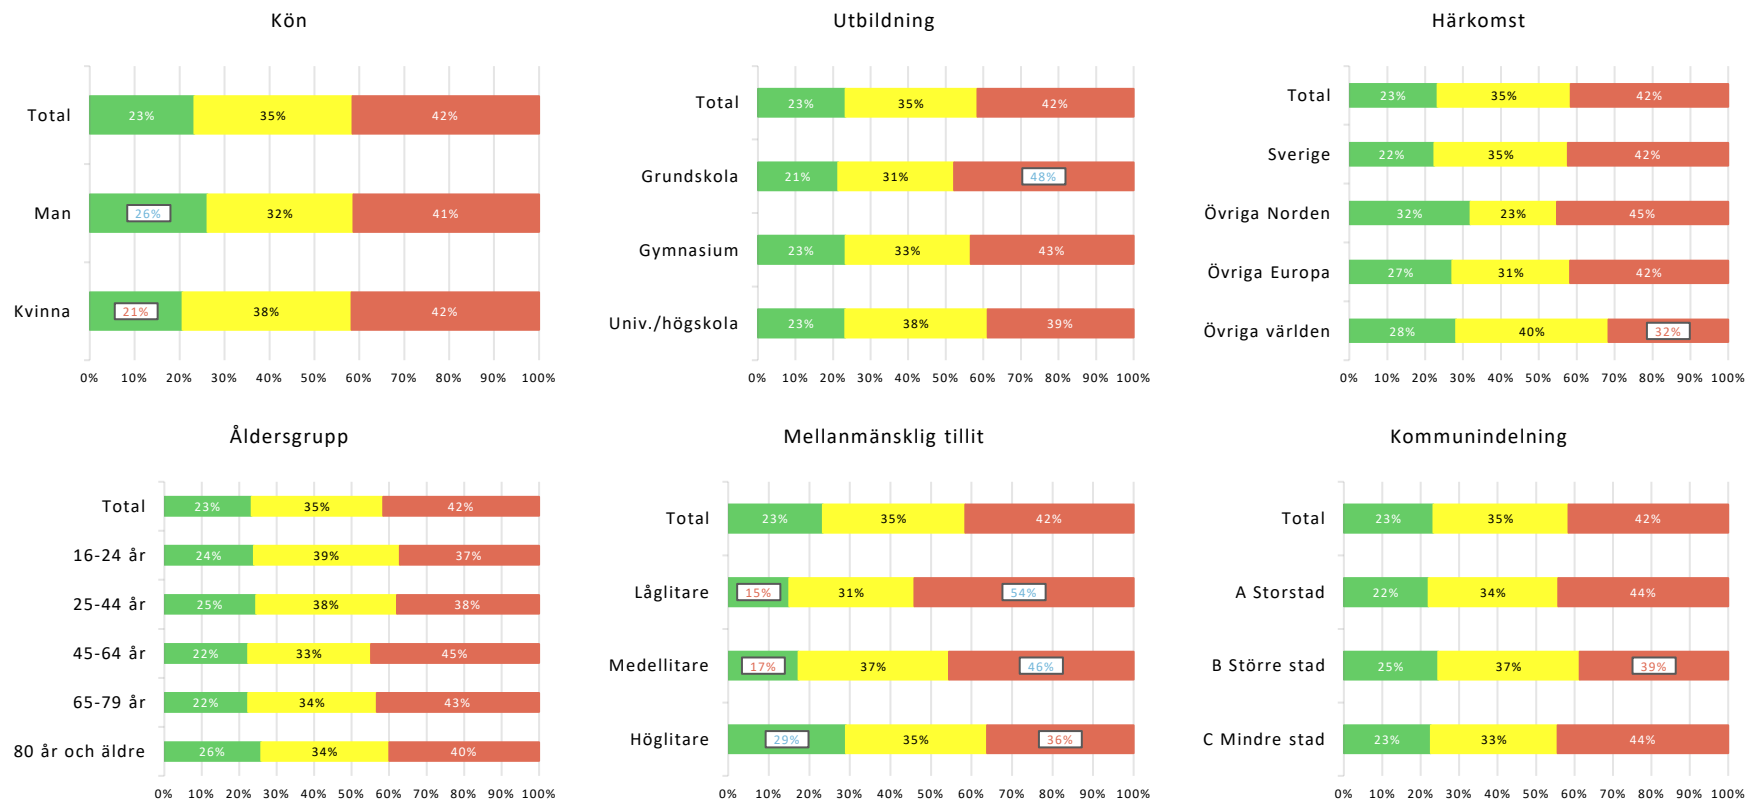 Kön
Total 23% 35% 42%
Man 26% 32% 41%
Kvinna 21% 38% 42%
0% 10% 20% 30% 40% 50% 60% 70% 80% 90% 100%
Utbildning
Total 23% 35% 42%
Grundskola 21% 31% 48%
Gymnasium 23% 33% 43%
Univ./högskola 23% 38% 39%
0% 10% 20% 30% 40% 50% 60% 70% 80% 90% 100%
Härkomst
Total 23% 35% 42%
Sverige 22% 35% 42%
Övriga Norden 32% 23% 45%
Övriga Europa 27% 31% 42%
Övriga världen 28% 40% 32%
0% 10% 20% 30% 40% 50% 60% 70% 80% 90% 100%
Åldersgrupp
Total 23% 35% 42%
16-24 år 24% 39% 37%
25-44 år 25% 38% 38%
45-64 år 22% 33% 45%
65-79 år 22% 34% 43%
80 år och äldre 26% 34% 40%
0% 10% 20% 30% 40% 50% 60% 70% 80% 90% 100%
Mellanmänsklig tillit
Total 23% 35% 42%
Låglitare 15% 31% 54%
Medellitare 17% 37% 46%
Höglitare 29% 35% 36%
0% 10% 20% 30% 40% 50% 60% 70% 80% 90% 100%
Kommunindelning
Total 23% 35% 42%
A Storstad 22% 34% 44%
B Större stad 25% 37% 39%
C Mindre stad 23% 33% 44%
0% 10% 20% 30% 40% 50% 60% 70% 80% 90% 100%